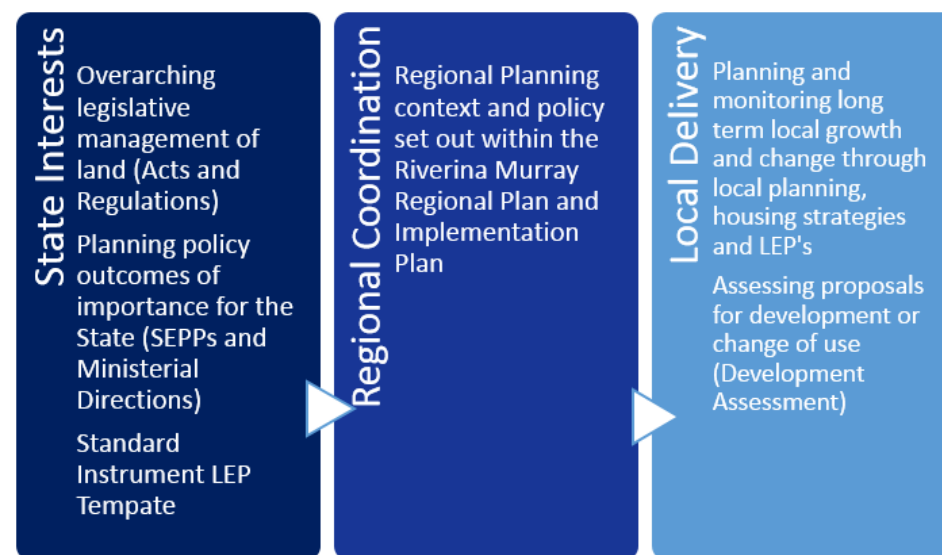 State Interests
Overarching
legislative
management of
land (Acts and
Regulations)
Planning policy
outcomes of
importance for the
State (SEPPs and
Ministerial
Directions)
Standard
Instrument LEP
Tempate
Regional Coordination
Regional Planning
context and policy
set out within the
Riverina Murray
Regional Plan and
Implementation
Plan
Local Delivery
Planning and
monitoring long
term local growth
and change through
local planning,
housing strategies
and LEP's
Assessing proposals
for development or
change of use
(Development
Assessment)